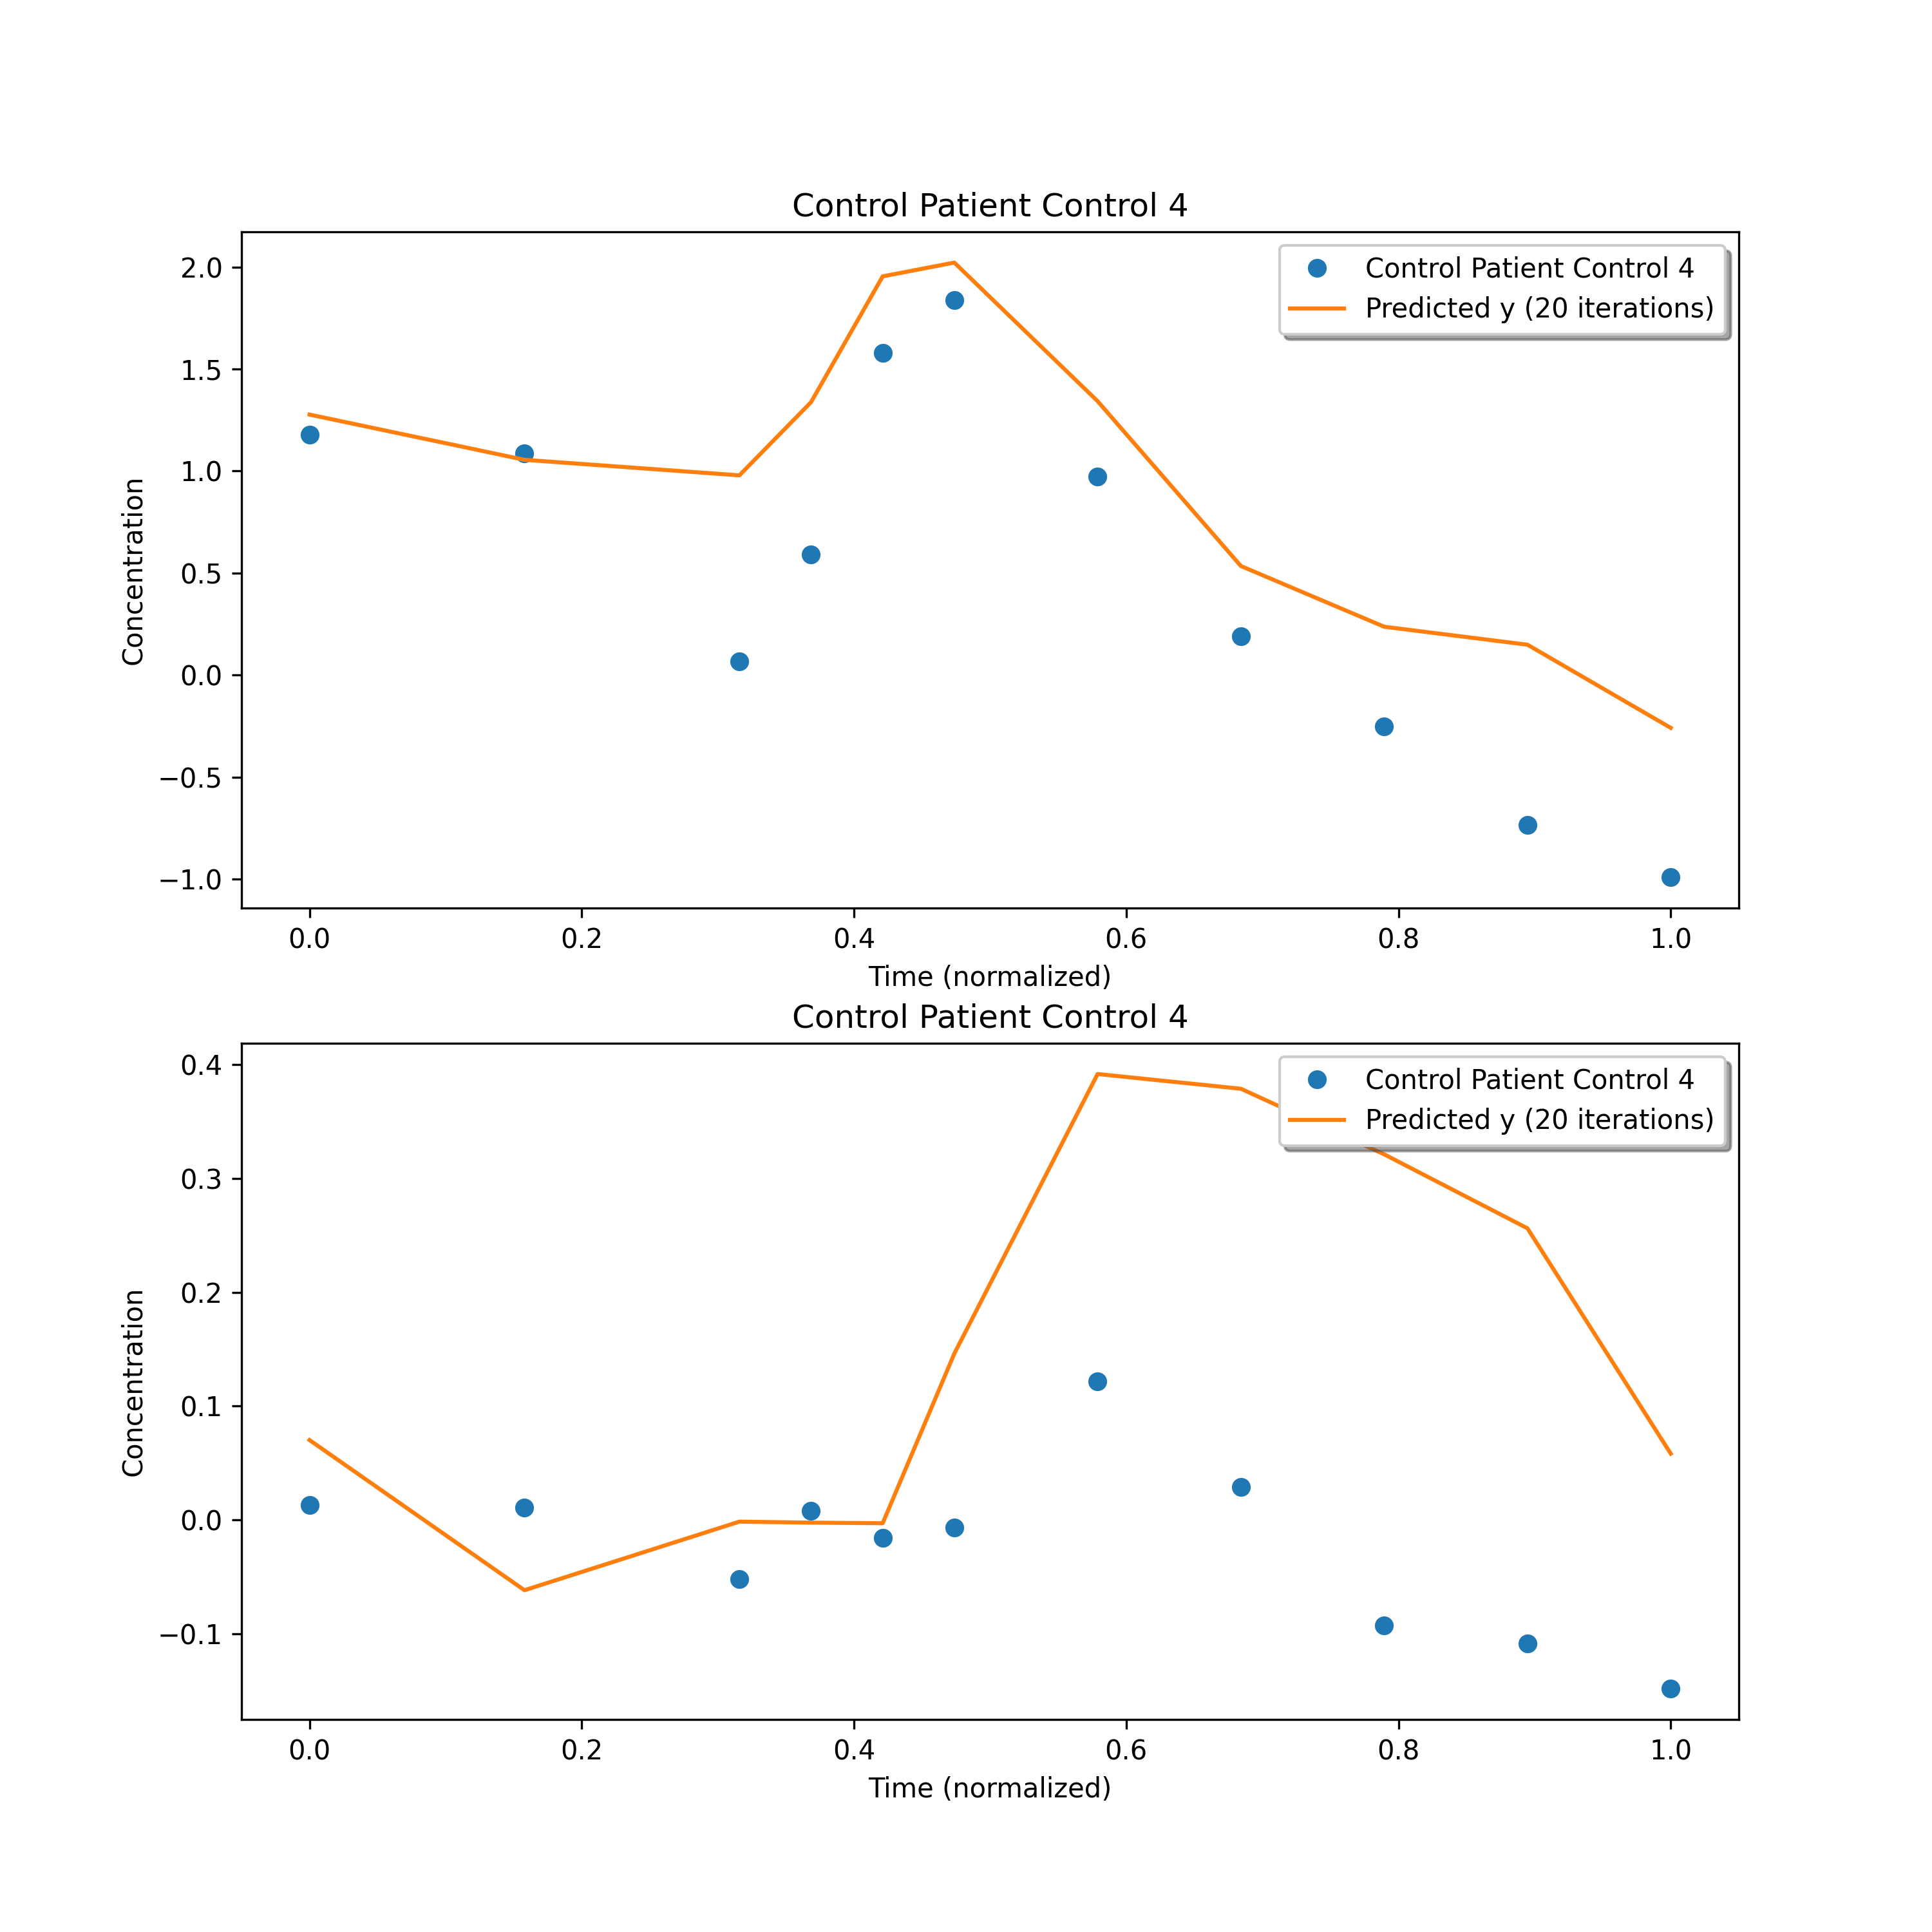 Control Patient Control 4
Control Patient Control 4
Predicted y (20 iterations)
2.0
1.5
1.0
0.5
0.0
−0.5
−1.0
Concentration
0.0 0.2 0.4 0.6 0.8 1.0
Time (normalized)
Control Patient Control 4
Control Patient Control 4
Predicted y (20 iterations)
0.4
0.3
0.2
0.1
0.0
−0.1
Concentration
0.0 0.2 0.4 0.6 0.8 1.0
Time (normalized)